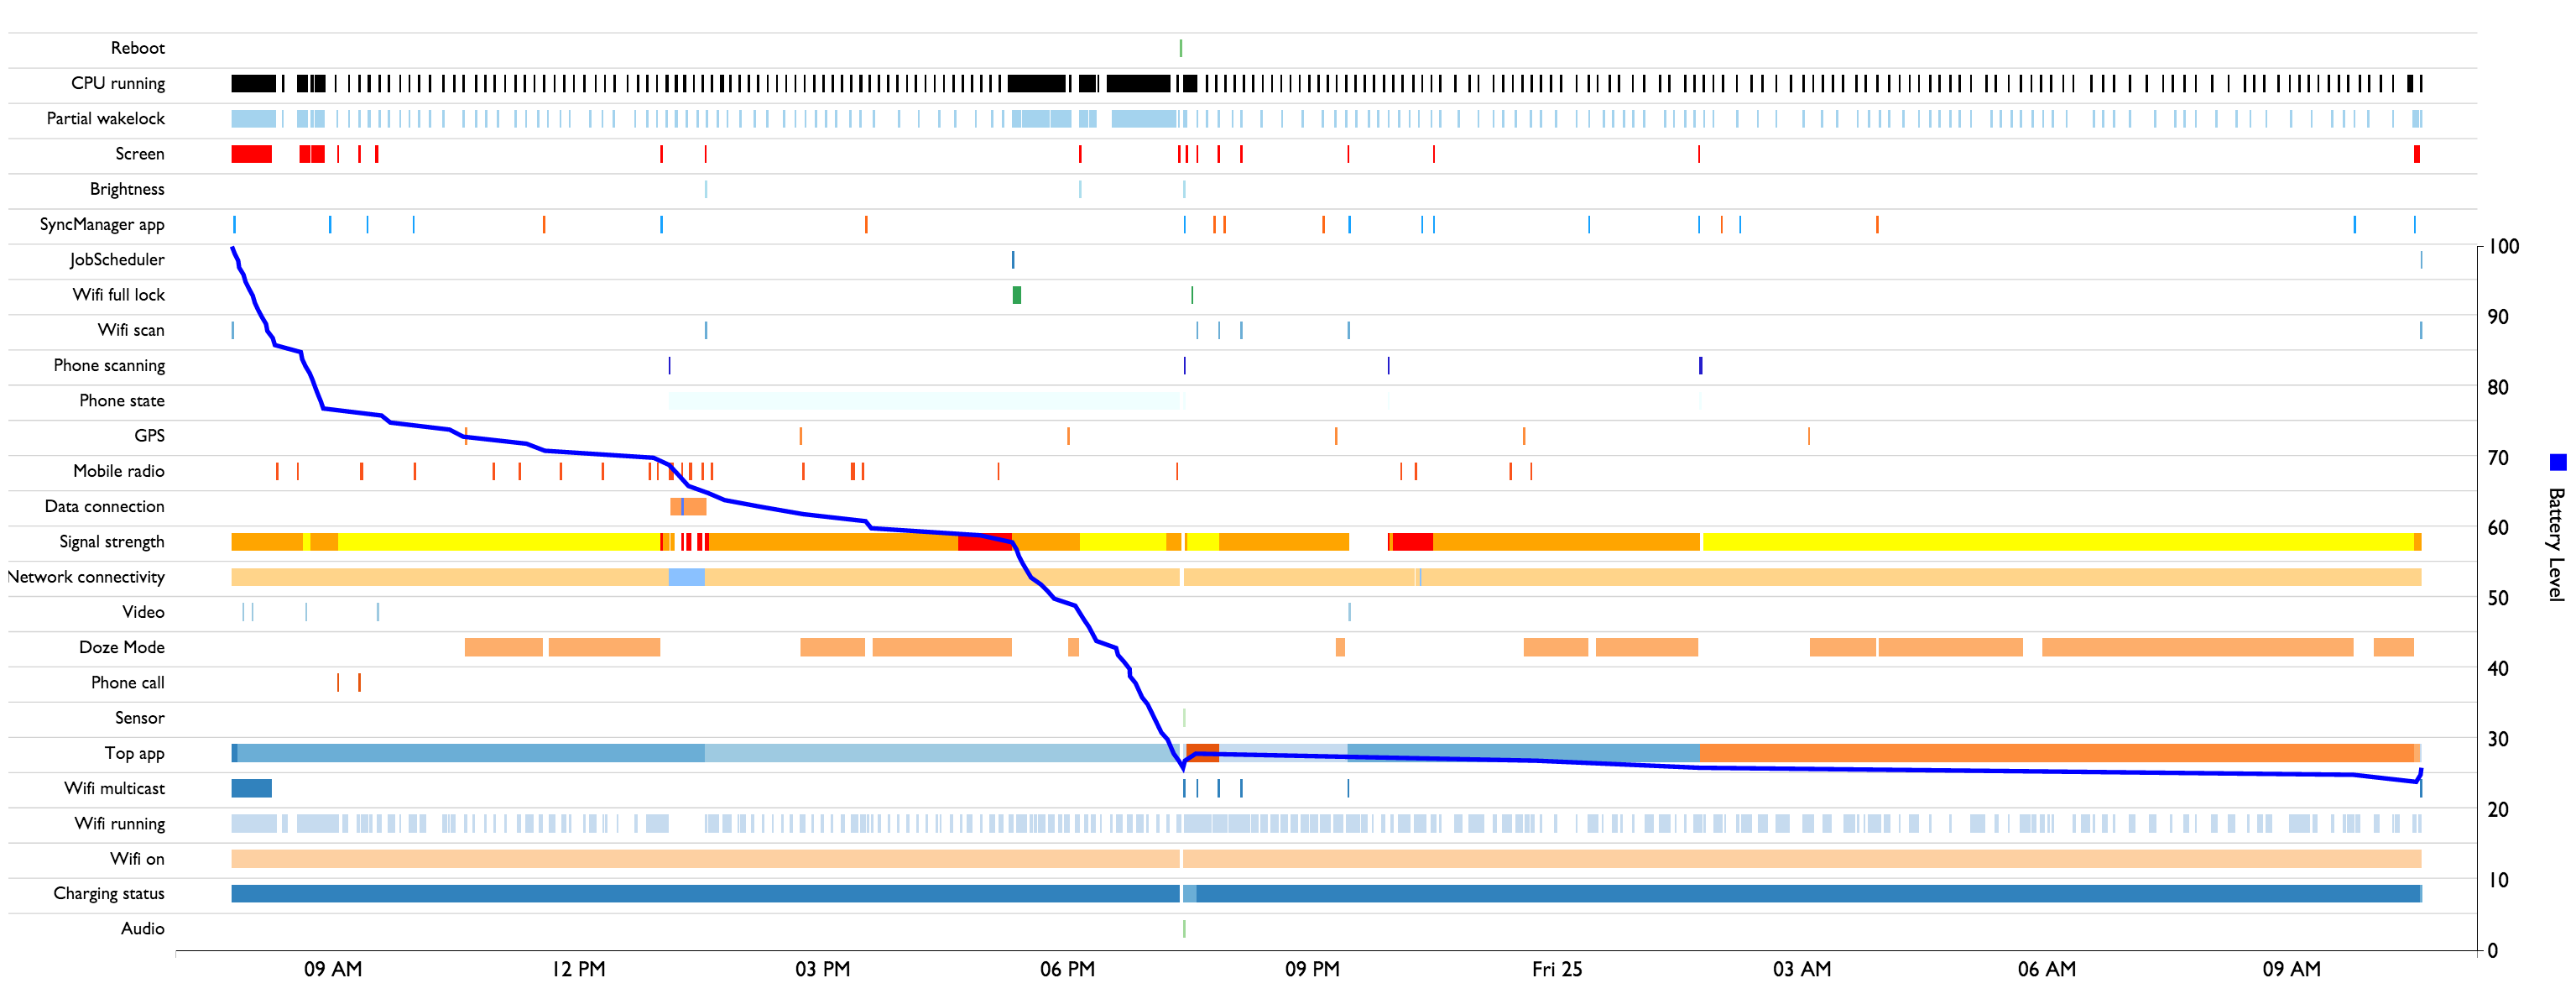 Reboot
CPU running
Partial wakelock
Screen
Brightness
SyncManager app
JobScheduler
100
Wifi full lock
Wifi scan
90
Phone scanning
Phone state
80
GPS
Mobile radio
70
Data connection
Signal strength
60
Network connectivity
Battery Level
Video
50
Doze Mode
Phone call
40
Sensor
Top app
30
Wifi multicast
Wifi running
20
Wifi on
Charging status
10
Audio
0
09 AM 12 PM 03 PM 06 PM 09 PM Fri 25 03 AM 06 AM 09 AM